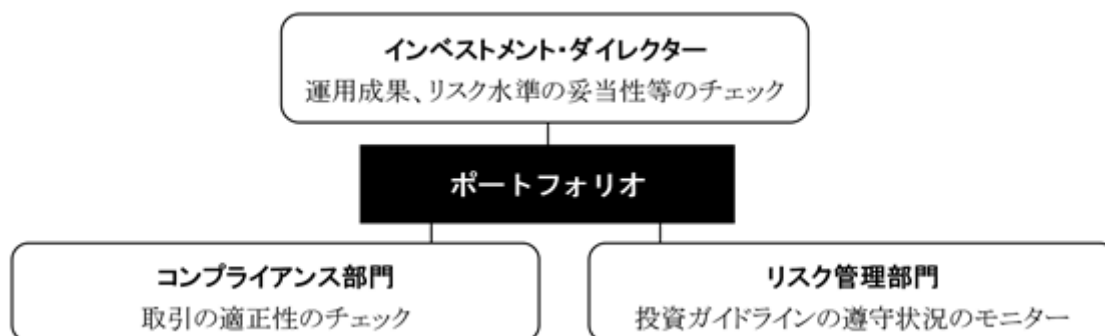 インベストメント・ダイレクター
運用成果、リスク水準の妥当性等のチェック
ポートフォリオ
コンプライアンス部門
取引の適正性のチェック
リスク管理部門
投資ガイドラインの遵守状況のモニター